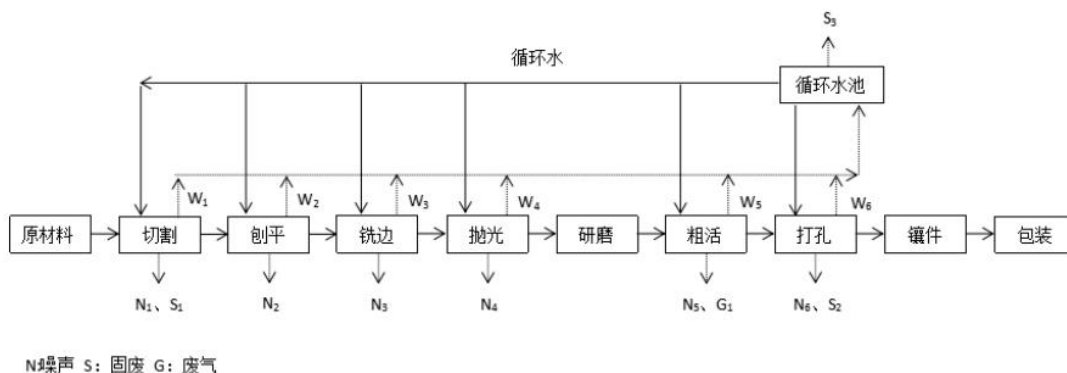 S₃
循环水
循环水池
W₁ W₂ W₃ W₄ W₅ W₆
原材料 切割 刨平 铣边 抛光 研磨 粗活 打孔 镶件 包装
N₁、S₁ N₂ N₃ N₄ N₅、G₁ N₆、S₂
N:噪声 S：固废 G：废气